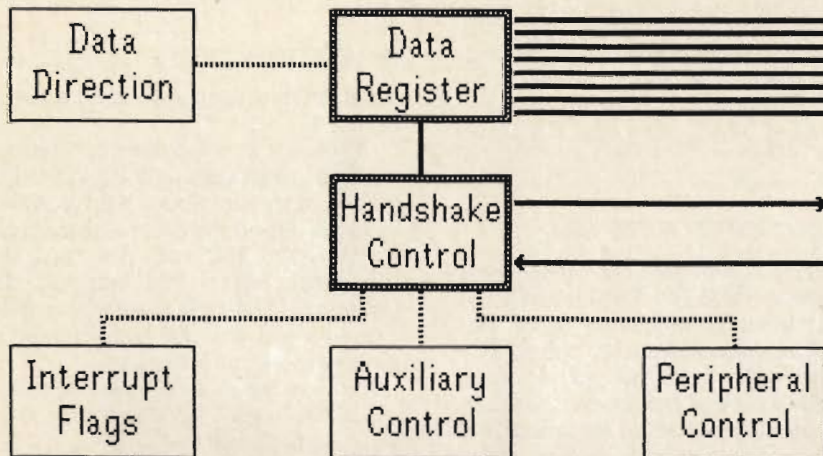 Data
Direction
Data
Register
Handshake
Control
Interrupt
Flags
Auxiliary
Control
Peripheral
Control